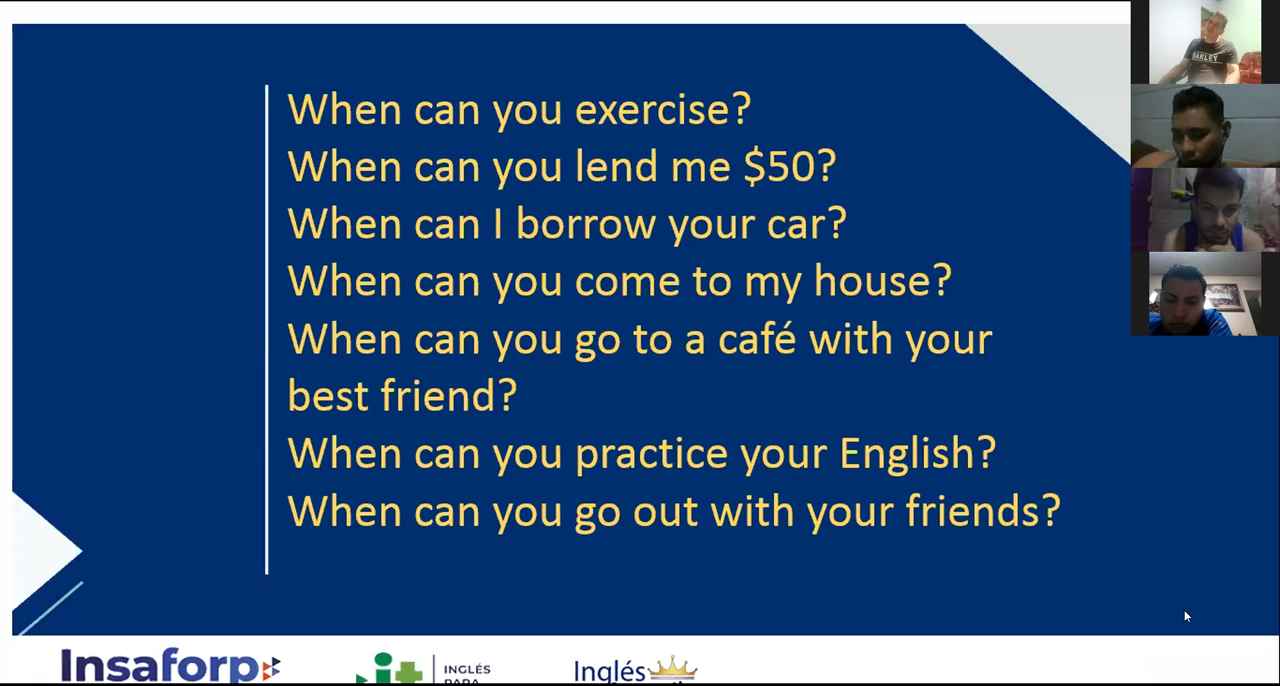 When can you exercise?
When can you lend me $50?
When can I borrow your car?
When can you come to my house?
When can you go to a café with your
best friend?
When can you practice your English?
When can you go out with your friends?
OAKLEY
Insaforp
INGLÉS
Inglés